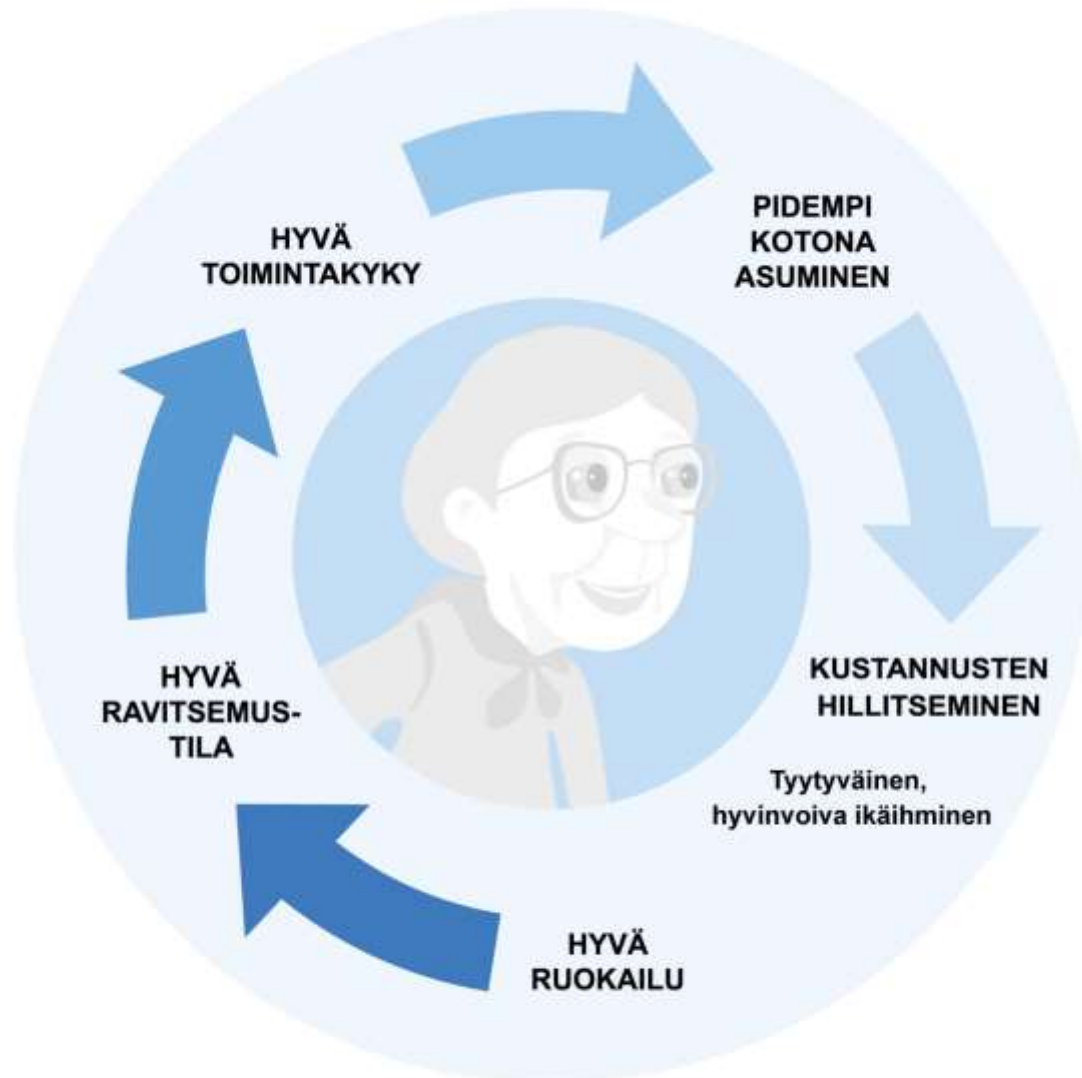 HYVÄ
TOIMINTAKYKY
PIDEMPI
KOTONA
ASUMINEN
KUSTANNUSTEN
HILLITSEMINEN
Tyytyväinen,
hyvinvoiva ikäihminen
HYVÄ
RUOKAILU
HYVÄ
RAVITSEMUS-
TILA